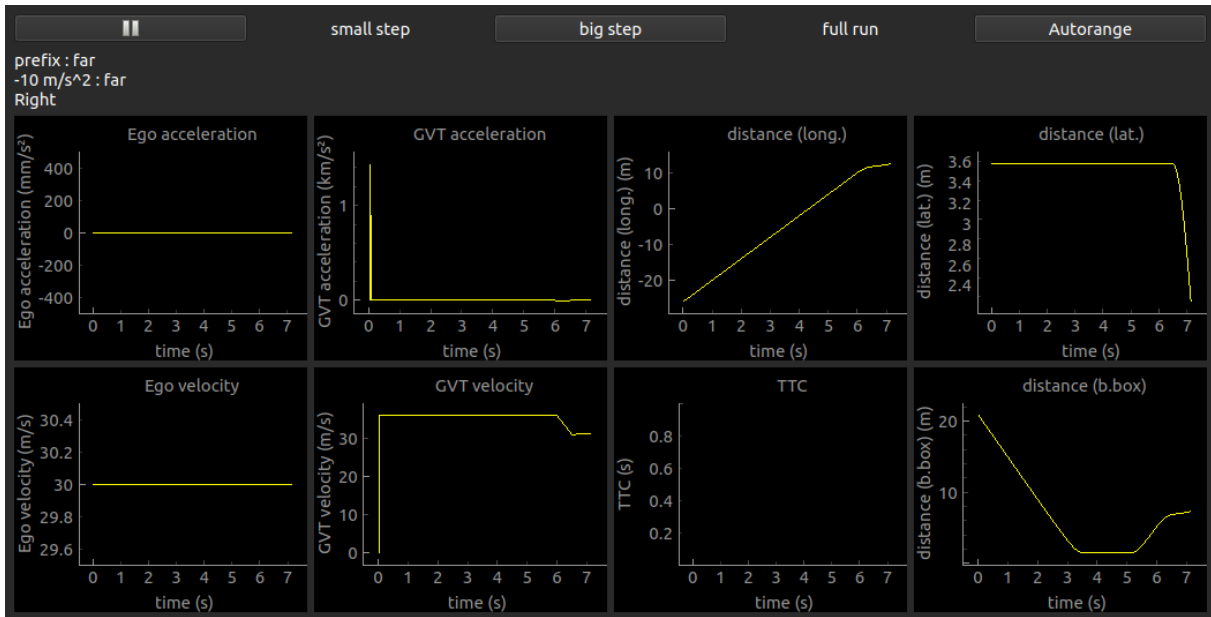 small step big step full run Autorange
prefix : far
-10 m/s^2 : far
Right
Ego acceleration
Ego acceleration (mm/s²)
400
200
0
-200
-400
0 1 2 3 4 5 6 7
time (s)
GVT acceleration
GVT acceleration (km/s²)
1
0
0 1 2 3 4 5 6 7
time (s)
distance (long.)
distance (long.) (m)
10
0
-10
-20
0 1 2 3 4 5 6 7
time (s)
distance (lat.)
distance (lat.) (m)
3.6
3.4
3.2
3
2.8
2.6
2.4
0 1 2 3 4 5 6 7
time (s)
Ego velocity
Ego velocity (m/s)
30.4
30.2
30
29.8
29.6
0 1 2 3 4 5 6 7
time (s)
GVT velocity
GVT velocity (m/s)
30
20
10
0
0 1 2 3 4 5 6 7
time (s)
TTC
TTC (s)
0.8
0.6
0.4
0.2
0 1 2 3 4 5 6 7
time (s)
distance (b.box)
distance (b.box) (m)
20
10
0 1 2 3 4 5 6 7
time (s)